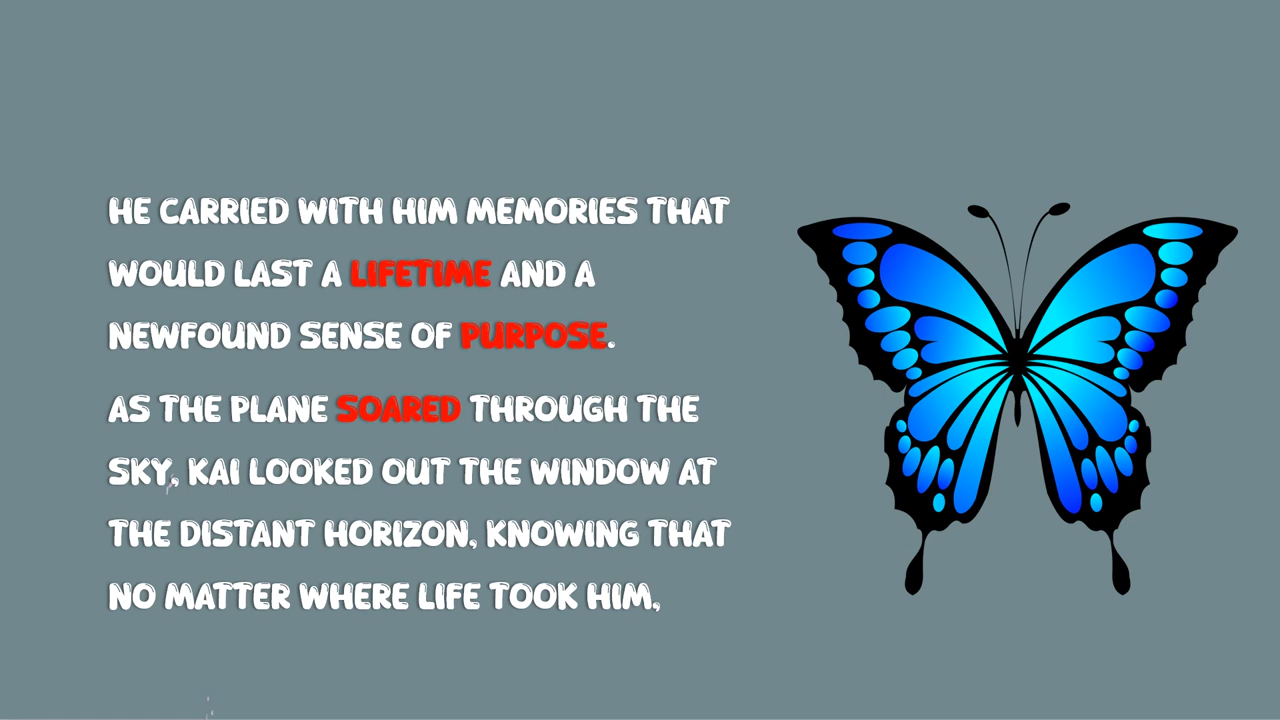 HE CARRIED WITH HIM MEMORIES THAT
WOULD LAST A LIFETIME AND A
NEWFOUND SENSE OF PURPOSE.
AS THE PLANE SOARED THROUGH THE
SKY, KAI LOOKED OUT THE WINDOW AT
THE DISTANT HORIZON, KNOWING THAT
NO MATTER WHERE LIFE TOOK HIM,